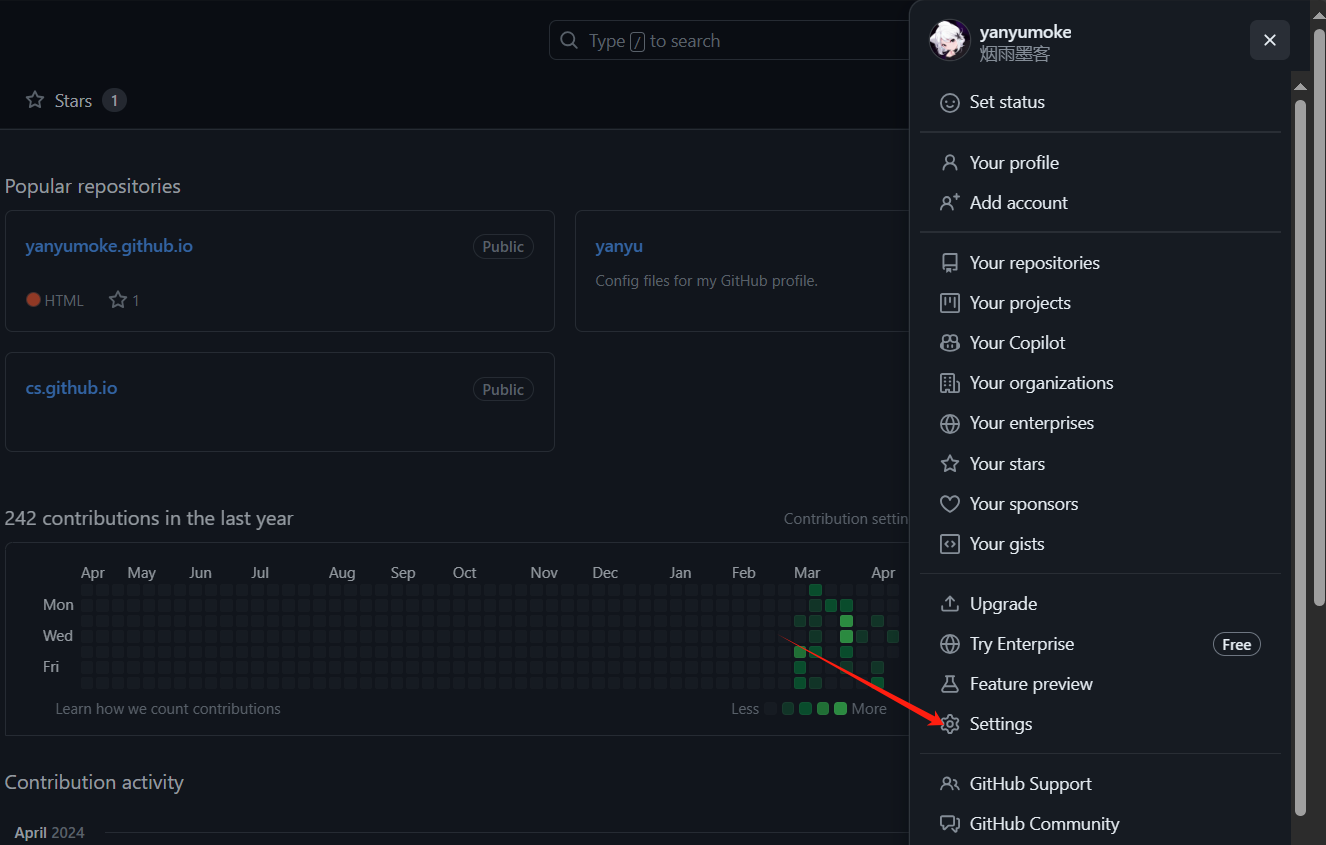 Type / to search
Stars 1
Popular repositories
yanyumoke.github.io Public
HTML 1
yanyu
Config files for my GitHub profile.
cs.github.io Public
242 contributions in the last year
Contribution settin
Apr May Jun Jul Aug Sep Oct Nov Dec Jan Feb Mar Apr
Mon
Wed
Fri
Learn how we count contributions
Less More
Contribution activity
April 2024
yanyumoke
烟雨墨客
Set status
Your profile
Add account
Your repositories
Your projects
Your Copilot
Your organizations
Your enterprises
Your stars
Your sponsors
Your gists
Upgrade
Try Enterprise Free
Feature preview
Settings
GitHub Support
GitHub Community